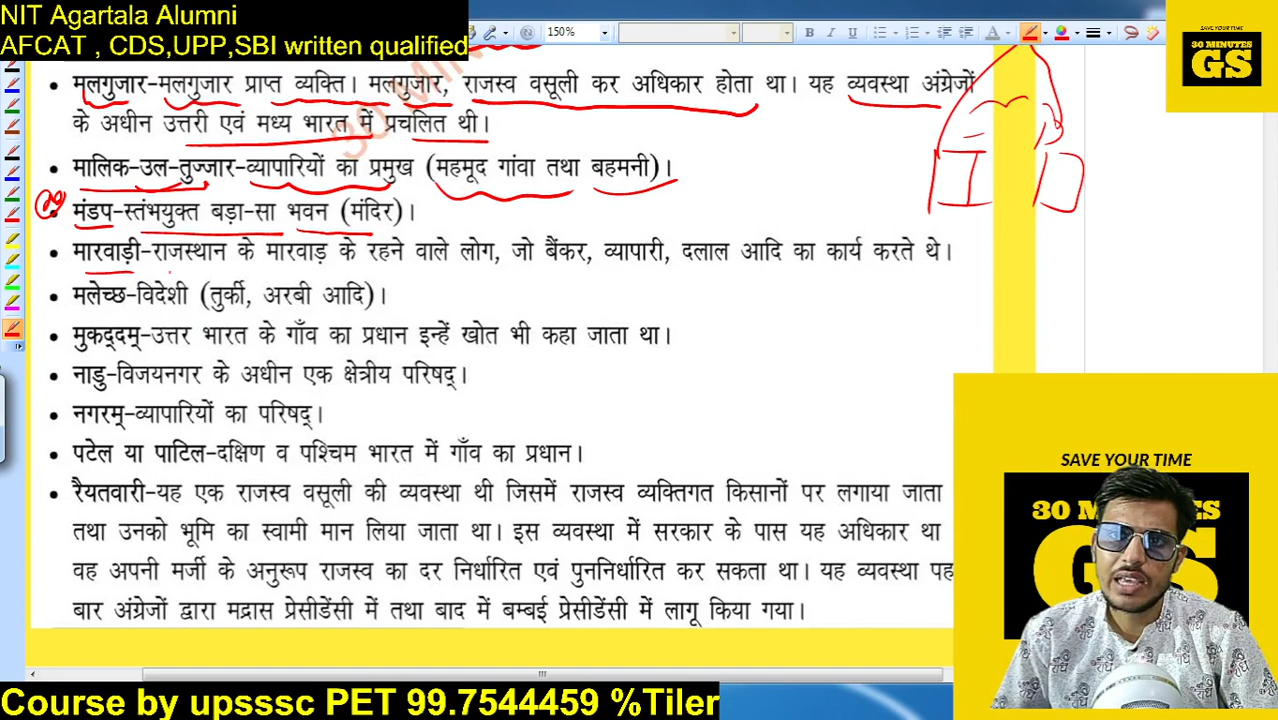 NIT Agartala Alumni
AFCAT , CDS,UPP,SBI written qualified
150%
B I U
SAVE YOUR TIME
30 MINUTES
GS
• मलगुजार-मलगुजार प्राप्त व्यक्ति। मलगुजार, राजस्व वसूली कर अधिकार होता था। यह व्यवस्था अंग्रेजों
के अधीन उत्तरी एवं मध्य भारत में प्रचलित थी।
• मालिक-उल-तुज्जार-व्यापारियों का प्रमुख (महमूद गांवा तथा बहमनी)।
• मंडप-स्तंभयुक्त बड़ा-सा भवन (मंदिर)।
• मारवाड़ी-राजस्थान के मारवाड़ के रहने वाले लोग, जो बैंकर, व्यापारी, दलाल आदि का कार्य करते थे।
• मलेच्छ-विदेशी (तुर्की, अरबी आदि)।
• मुकद्दम्-उत्तर भारत के गाँव का प्रधान इन्हें खोत भी कहा जाता था।
• नाडु-विजयनगर के अधीन एक क्षेत्रीय परिषद्।
• नगरम्-व्यापारियों का परिषद्।
• पटेल या पाटिल-दक्षिण व पश्चिम भारत में गाँव का प्रधान।
• रैयतवारी-यह एक राजस्व वसूली की व्यवस्था थी जिसमें राजस्व व्यक्तिगत किसानों पर लगाया जाता
तथा उनको भूमि का स्वामी मान लिया जाता था। इस व्यवस्था में सरकार के पास यह अधिकार था
वह अपनी मर्जी के अनुरूप राजस्व का दर निर्धारित एवं पुननिर्धारित कर सकता था। यह व्यवस्था पह
बार अंग्रेजों द्वारा मद्रास प्रेसीडेंसी में तथा बाद में बम्बई प्रेसीडेंसी में लागू किया गया।
SAVE YOUR TIME
30 MINUTES
GS
Course by upsssc PET 99.7544459 %Tiler